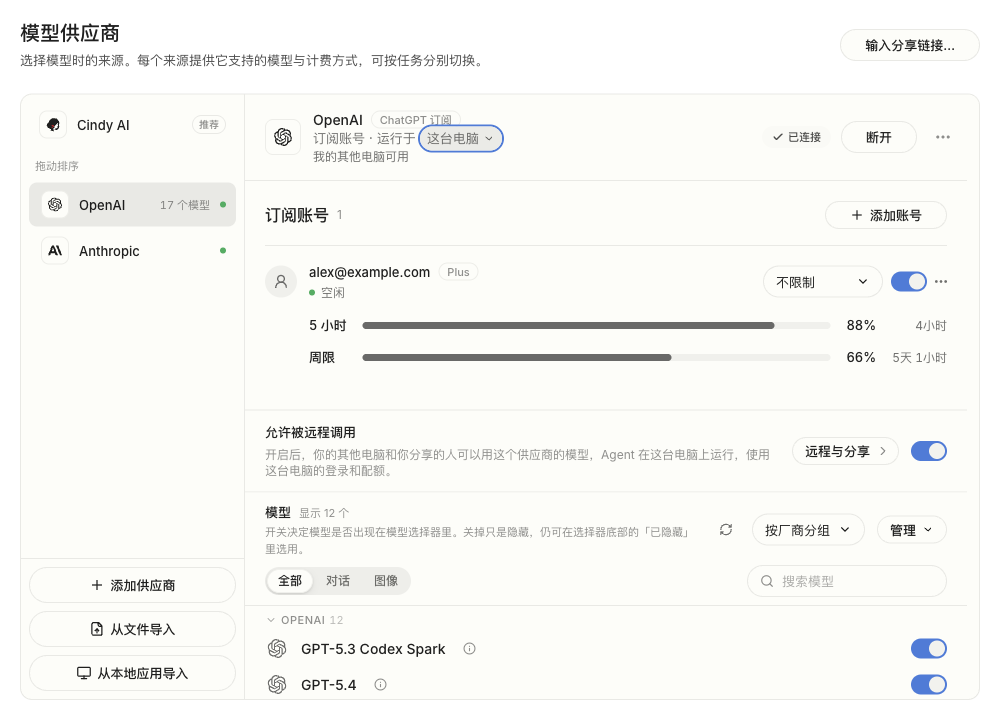 模型供应商
选择模型时的来源。每个来源提供它支持的模型与计费方式，可按任务分别切换。
输入分享链接...
Cindy AI
推荐
拖动排序
OpenAI
17 个模型
Anthropic
添加供应商
从文件导入
从本地应用导入
OpenAI
ChatGPT 订阅
订阅账号 · 运行于 这台电脑
我的其他电脑可用
已连接
断开
订阅账号 1
添加账号
alex@example.com
Plus
空闲
不限制
5 小时
88%
4小时
周限
66%
5天 1小时
允许被远程调用
开启后，你的其他电脑和你分享的人可以用这个供应商的模型，Agent 在这台电脑上运行，使用
这台电脑的登录和配额。
远程与分享
模型 显示 12 个
开关决定模型是否出现在模型选择器里。关掉只是隐藏，仍可在选择器底部的「已隐藏」
里选用。
按厂商分组
管理
全部
对话
图像
搜索模型
OPENAI 12
GPT-5.3 Codex Spark
GPT-5.4